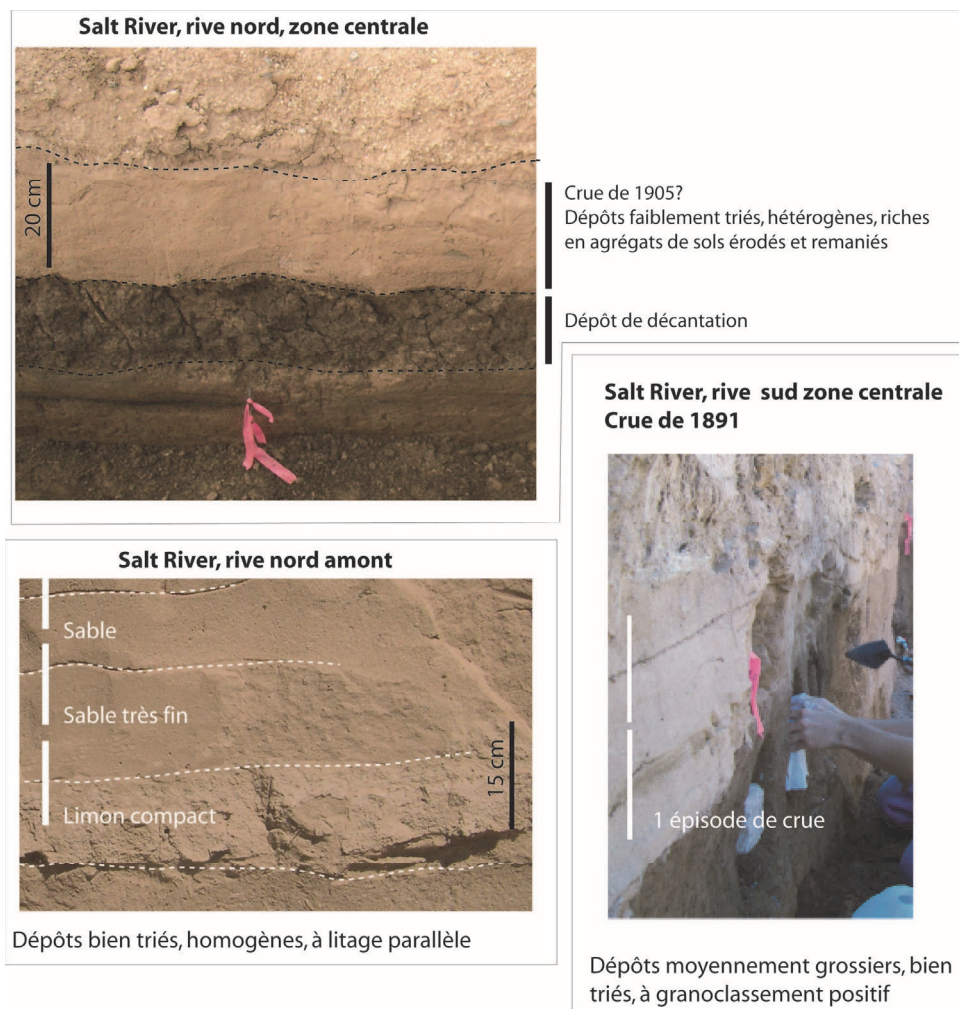 Salt River, rive nord, zone centrale
20 cm
Crue de 1905?
Dépôts faiblement triés, hétérogènes, riches
en agrégats de sols érodés et remaniés
Dépôt de décantation
Salt River, rive sud zone centrale
Crue de 1891
1 épisode de crue
Dépôts moyennement grossiers, bien
triés, à granoclassement positif
Salt River, rive nord amont
Sable
Sable très fin
Limon compact
15 cm
Dépôts bien triés, homogènes, à litage parallèle